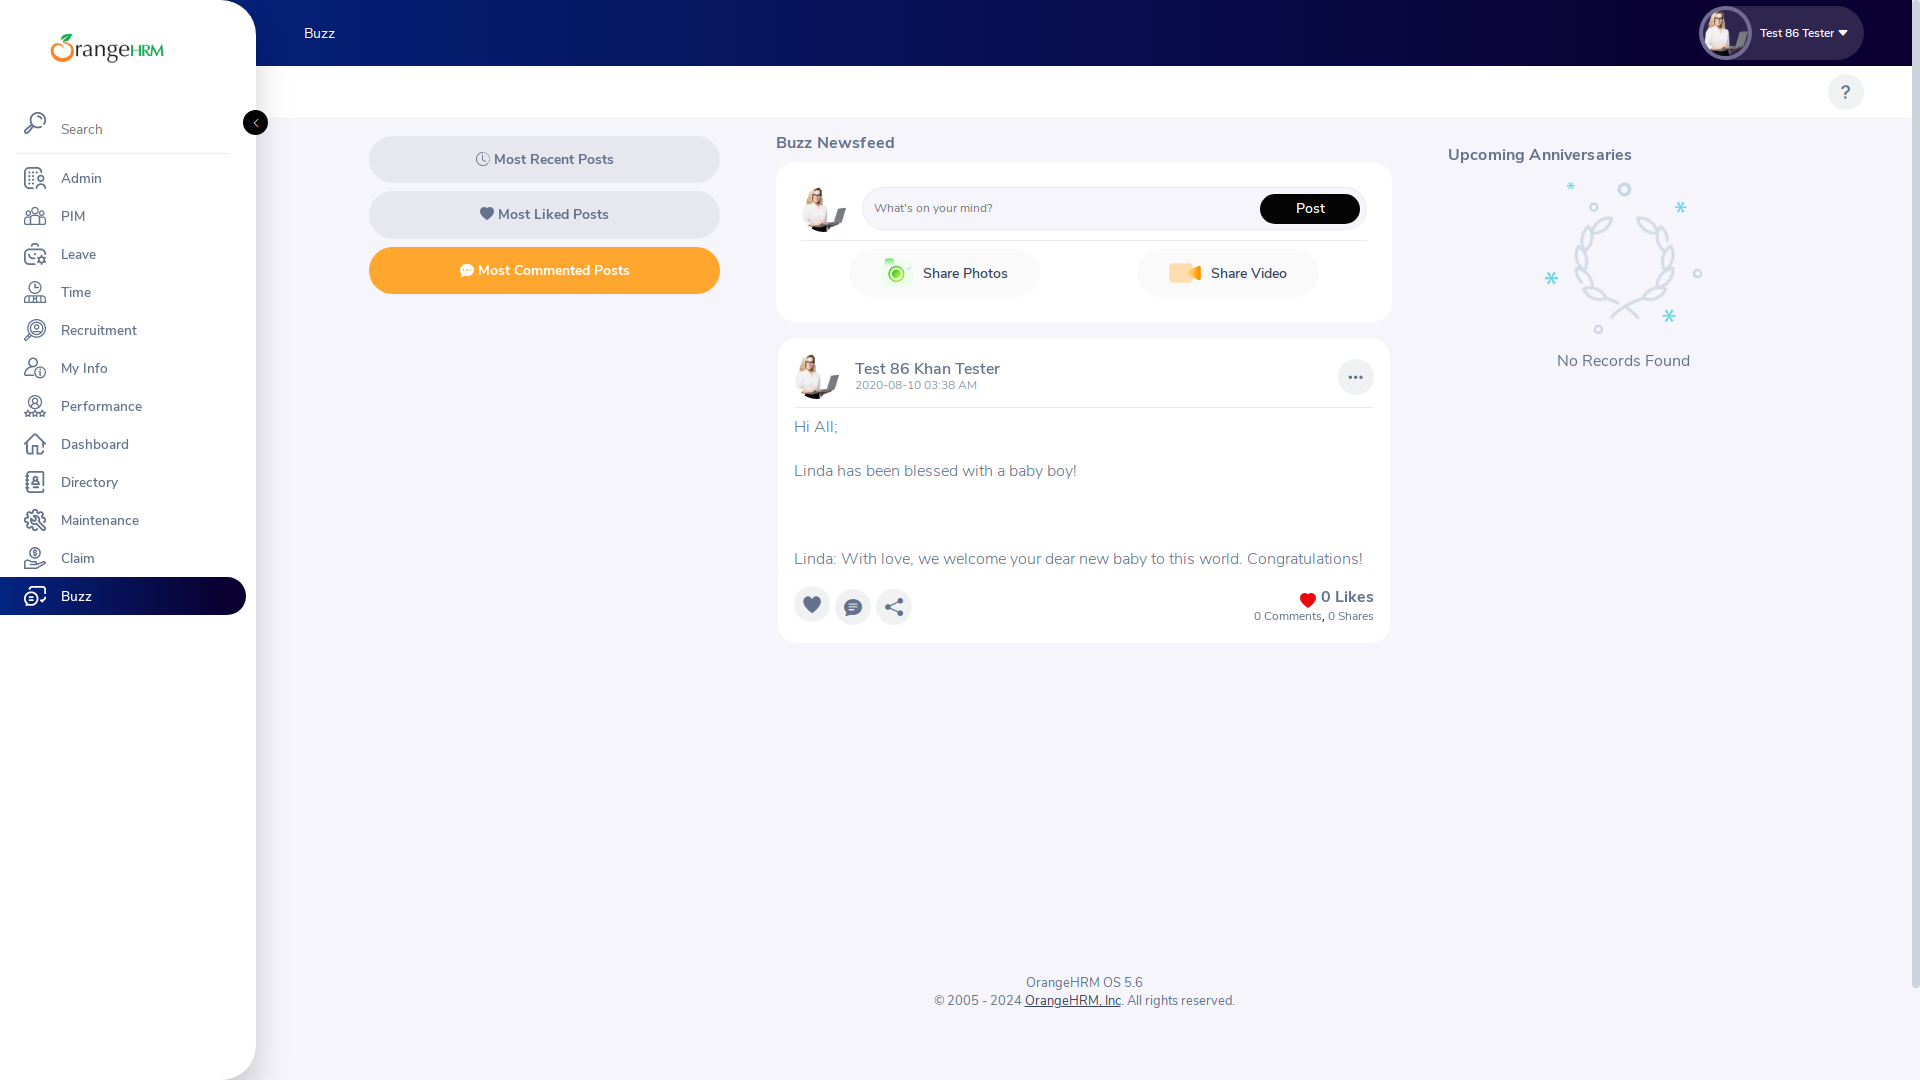 OrangeHRM
Search
Admin
PIM
Leave
Time
Recruitment
My Info
Performance
Dashboard
Directory
Maintenance
Claim
Buzz
Buzz
Test 86 Tester
?
Most Recent Posts
Most Liked Posts
Most Commented Posts
Buzz Newsfeed
What's on your mind?
Post
Share Photos
Share Video
Test 86 Khan Tester
2020-08-10 03:38 AM
Hi All;
Linda has been blessed with a baby boy!
Linda: With love, we welcome your dear new baby to this world. Congratulations!
0 Likes
0 Comments, 0 Shares
Upcoming Anniversaries
No Records Found
OrangeHRM OS 5.6
© 2005 - 2024 OrangeHRM, Inc. All rights reserved.